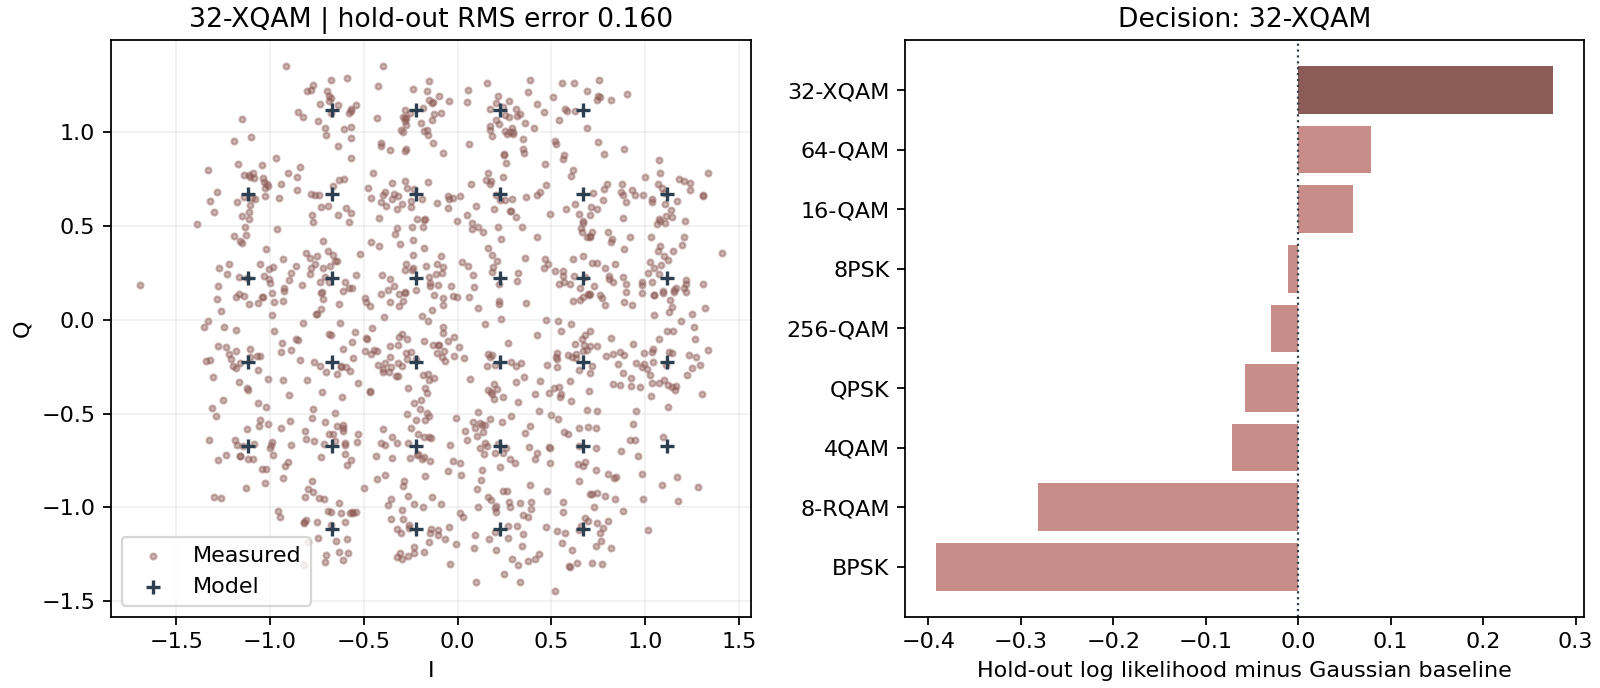 32-XQAM | hold-out RMS error 0.160
1.0
0.5
0.0
−0.5
−1.0
−1.5
Q
−1.5
−1.0
−0.5
0.0
0.5
1.0
1.5
I
Measured
Model
Decision: 32-XQAM
32-XQAM
64-QAM
16-QAM
8PSK
256-QAM
QPSK
4QAM
8-RQAM
BPSK
−0.4
−0.3
−0.2
−0.1
0.0
0.1
0.2
0.3
Hold-out log likelihood minus Gaussian baseline